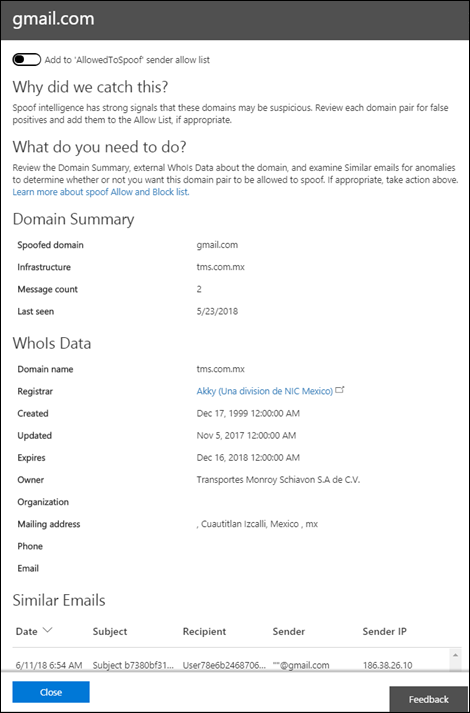 gmail.com
Add to 'AllowedToSpoof' sender allow list
Why did we catch this?
Spoof intelligence has strong signals that these domains may be suspicious. Review each domain pair for false
positives and add them to the Allow List, if appropriate.
What do you need to do?
Review the Domain Summary, external WhoIs Data about the domain, and examine Similar emails for anomalies
to determine whether or not you want this domain pair to be allowed to spoof. If appropriate, take action above.
Learn more about spoof Allow and Block list.
Domain Summary
Spoofed domain gmail.com
Infrastructure tms.com.mx
Message count 2
Last seen 5/23/2018
WhoIs Data
Domain name tms.com.mx
Registrar Akky (Una division de NIC Mexico)
Created Dec 17, 1999 12:00:00 AM
Updated Nov 5, 2017 12:00:00 AM
Expires Dec 16, 2018 12:00:00 AM
Owner Transportes Monroy Schiavon S.A de C.V.
Organization
Mailing address , Cuautitlan Izcalli, Mexico , mx
Phone
Email
Similar Emails
Date Subject Recipient Sender Sender IP
6/11/18 6:54 AM Subject b7380bf31... User78e6b2468706... ""@gmail.com 186.38.26.10
Close
Feedback